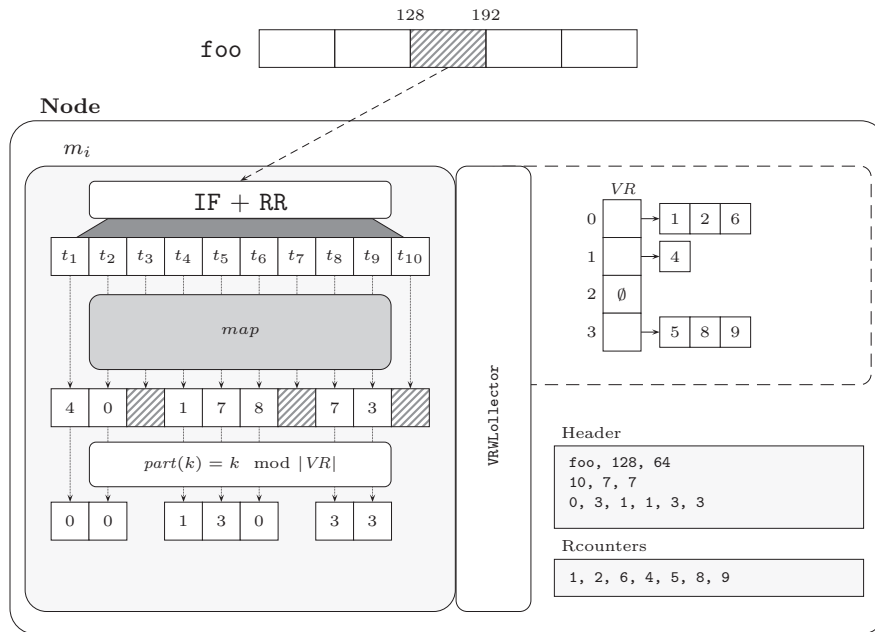 128 192
foo
Node
m_i
IF + RR
t_1 t_2 t_3 t_4 t_5 t_6 t_7 t_8 t_9 t_10
map
4 0 1 7 8 7 3
part(k) = k mod |VR|
0 0 1 3 0 3 3
VRWLollector
VR
0 1 2 6
1 4
2 ∅
3 5 8 9
Header
foo, 128, 64
10, 7, 7
0, 3, 1, 1, 3, 3
Rcounters
1, 2, 6, 4, 5, 8, 9